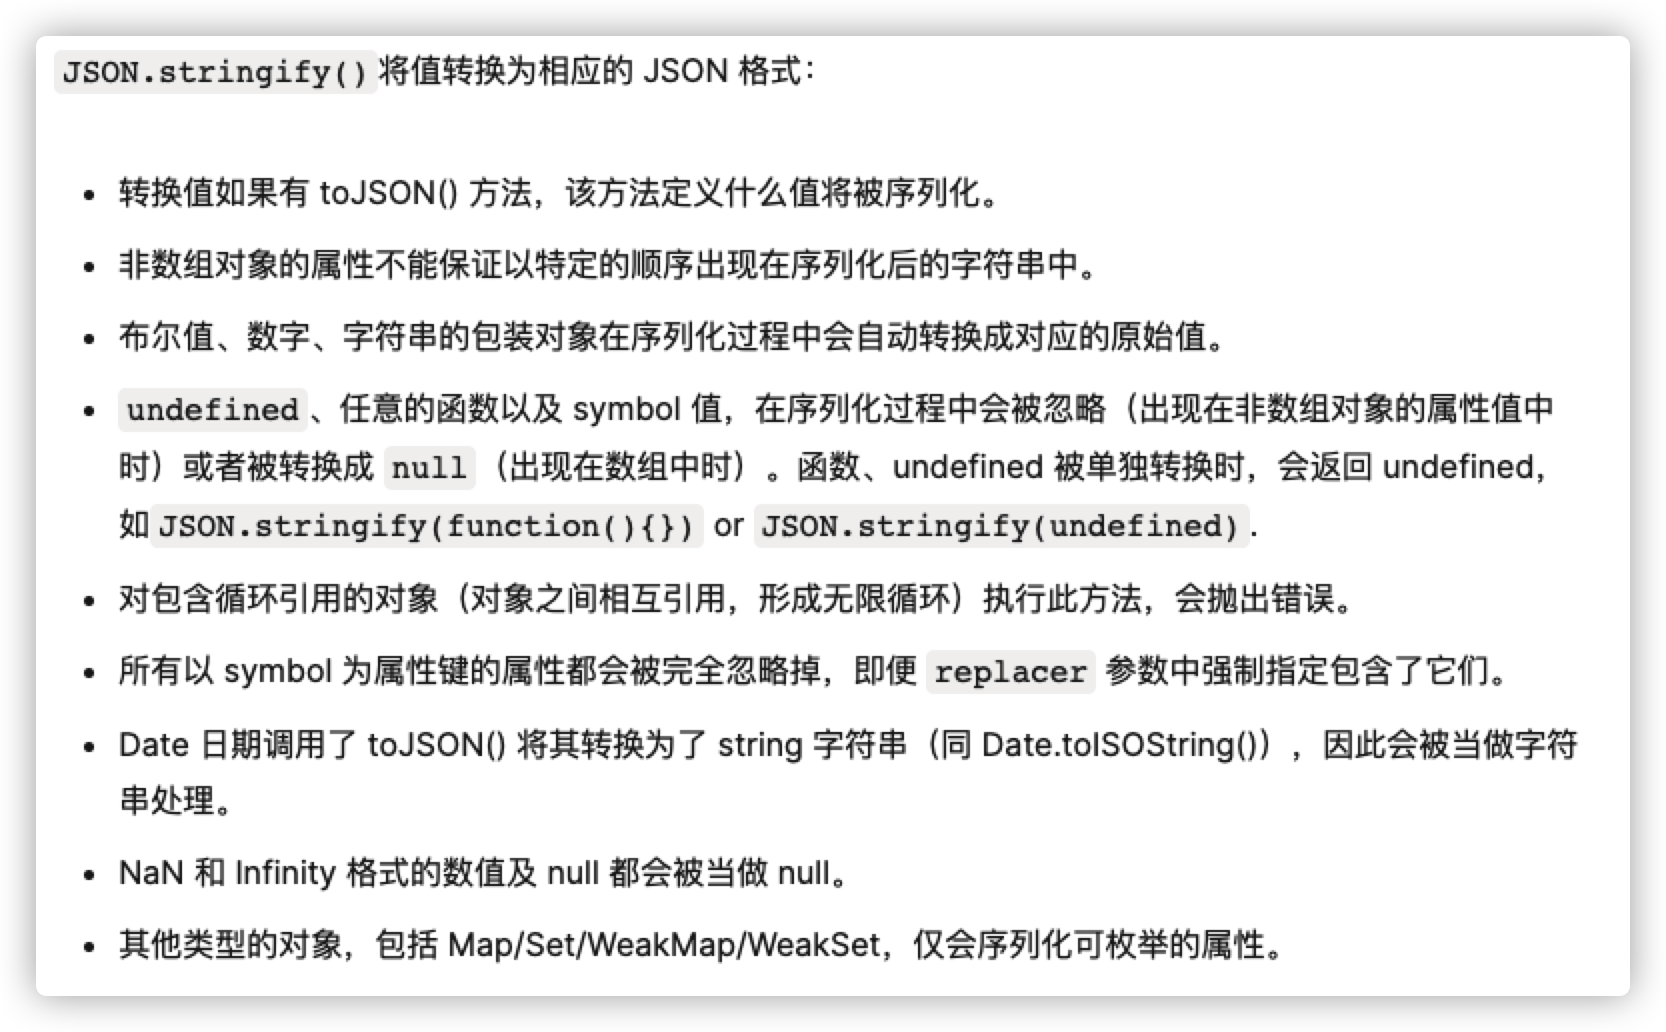 JSON.stringify()将值转换为相应的 JSON 格式：
• 转换值如果有 toJSON() 方法，该方法定义什么值将被序列化。
• 非数组对象的属性不能保证以特定的顺序出现在序列化后的字符串中。
• 布尔值、数字、字符串的包装对象在序列化过程中会自动转换成对应的原始值。
• undefined、任意的函数以及 symbol 值，在序列化过程中会被忽略（出现在非数组对象的属性值中
时）或者被转换成 null（出现在数组中时）。函数、undefined 被单独转换时，会返回 undefined，
如JSON.stringify(function(){}) or JSON.stringify(undefined).
• 对包含循环引用的对象（对象之间相互引用，形成无限循环）执行此方法，会抛出错误。
• 所有以 symbol 为属性键的属性都会被完全忽略掉，即便 replacer 参数中强制指定包含了它们。
• Date 日期调用了 toJSON() 将其转换为了 string 字符串（同 Date.toISOString()），因此会被当做字符
串处理。
• NaN 和 Infinity 格式的数值及 null 都会被当做 null。
• 其他类型的对象，包括 Map/Set/WeakMap/WeakSet，仅会序列化可枚举的属性。